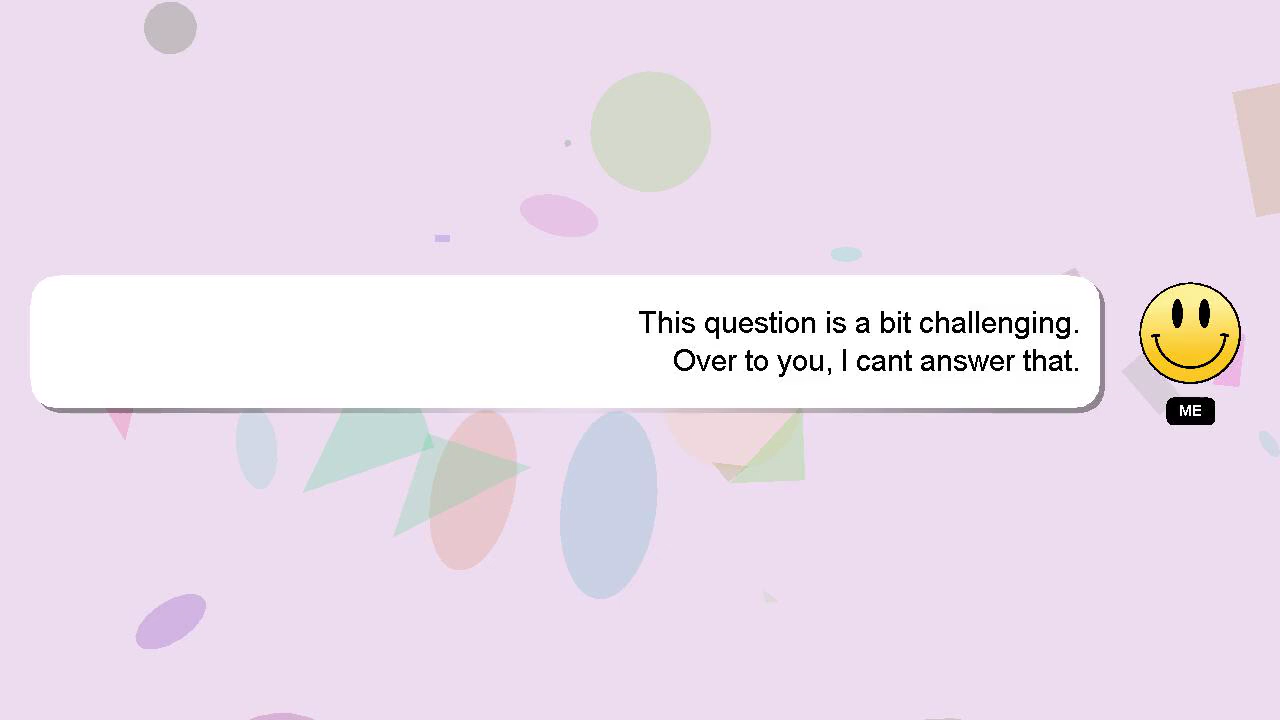 This question is a bit challenging.
Over to you, I cant answer that.
ME